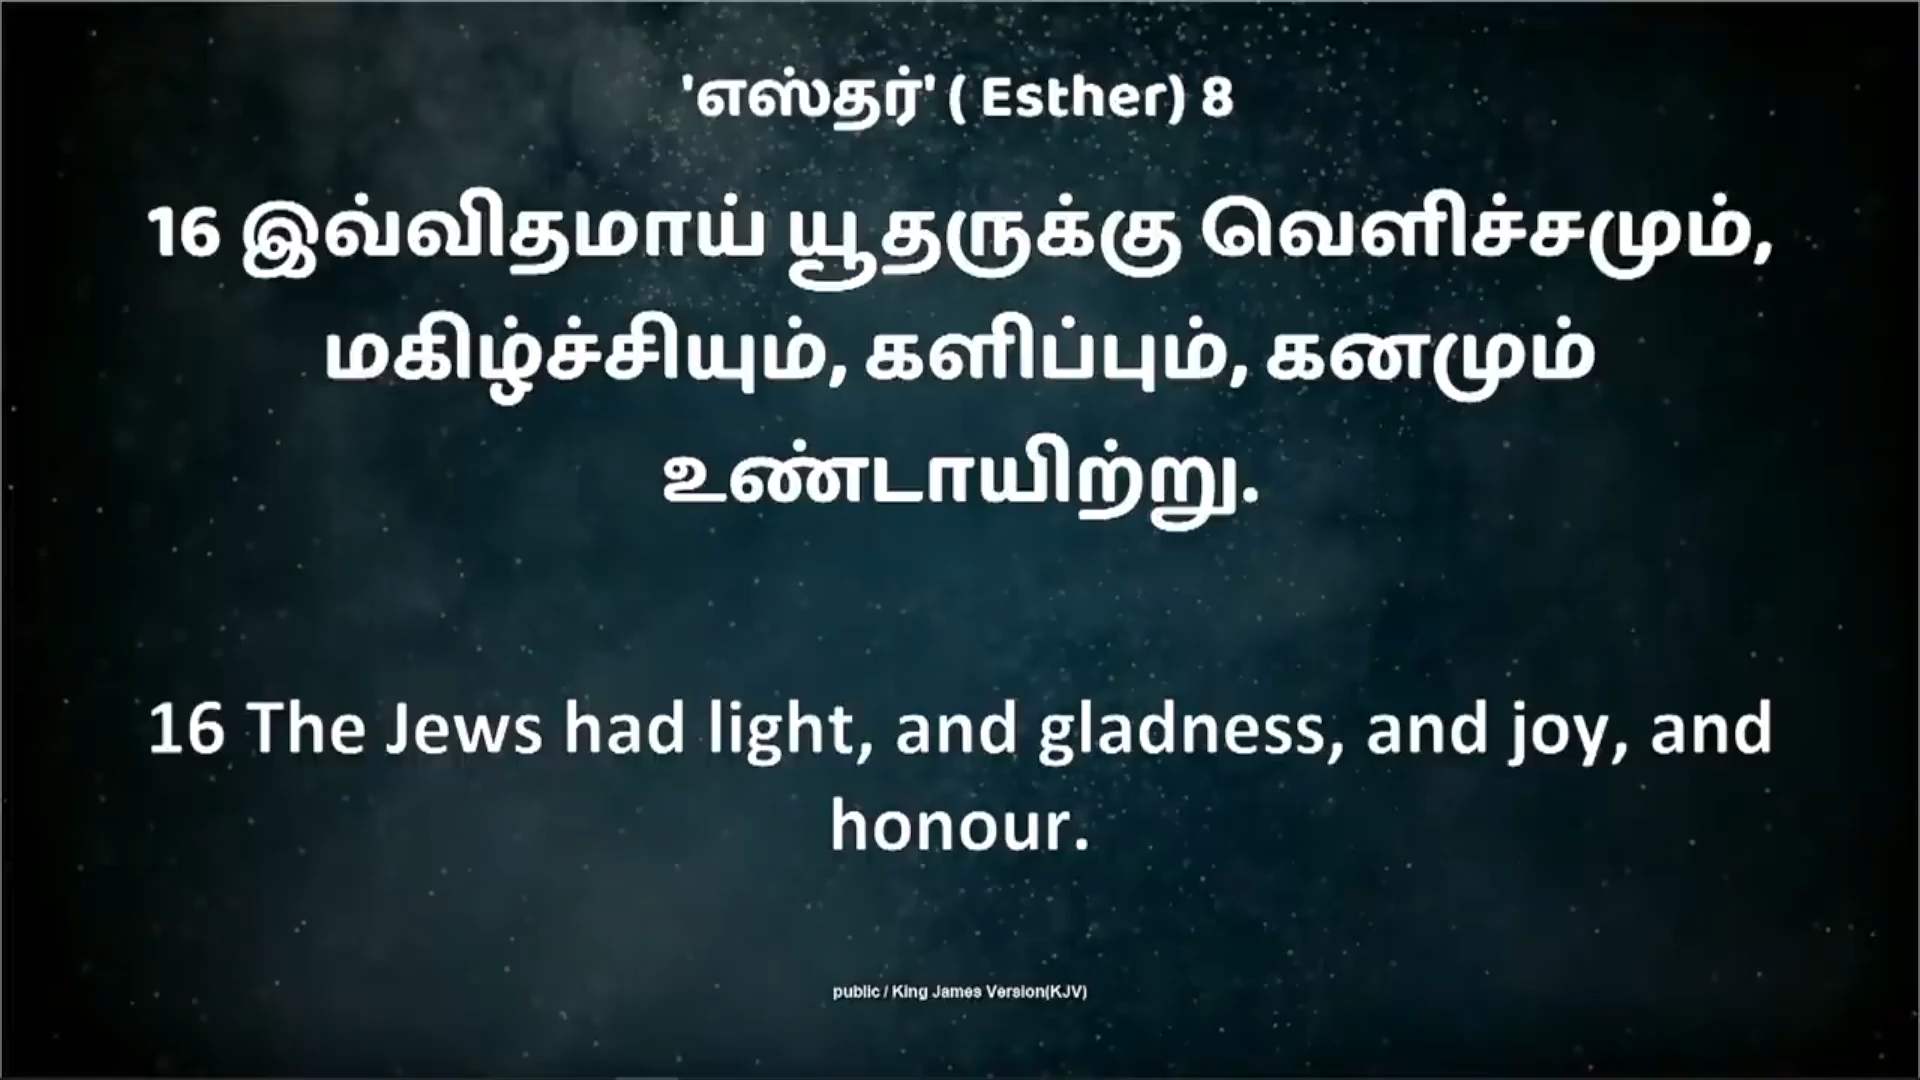 'எஸ்தர்' ( Esther) 8
16 இவ்விதமாய் யூதருக்கு வெளிச்சமும்,
மகிழ்ச்சியும், களிப்பும், கனமும்
உண்டாயிற்று.
16 The Jews had light, and gladness, and joy, and
honour.
public / King James Version(KJV)